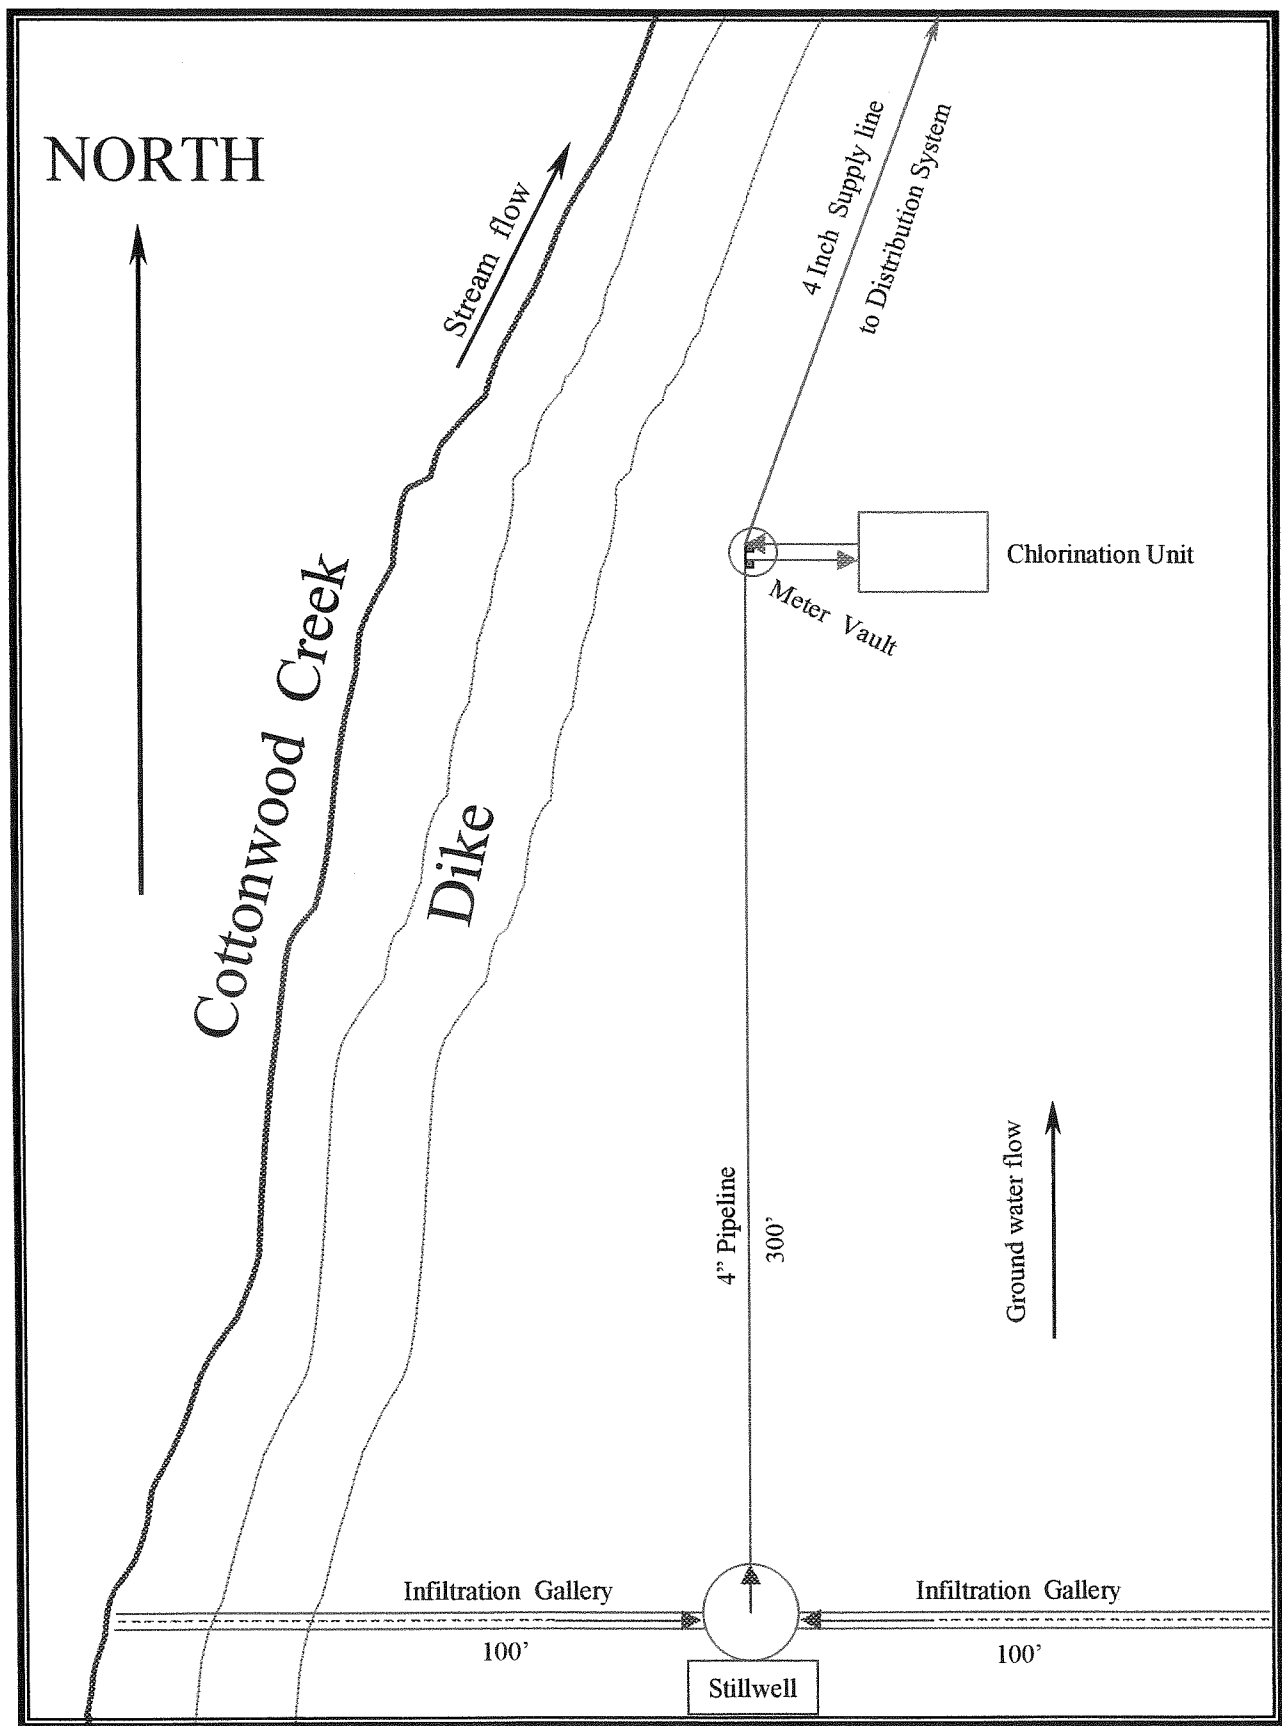 NORTH
Stream flow
4 Inch Supply line
to Distribution System
Chlorination Unit
Meter Vault
Cottonwood Creek
Dike
4” Pipeline
300’
Ground water flow
Infiltration Gallery
Infiltration Gallery
100’
100’
Stillwell